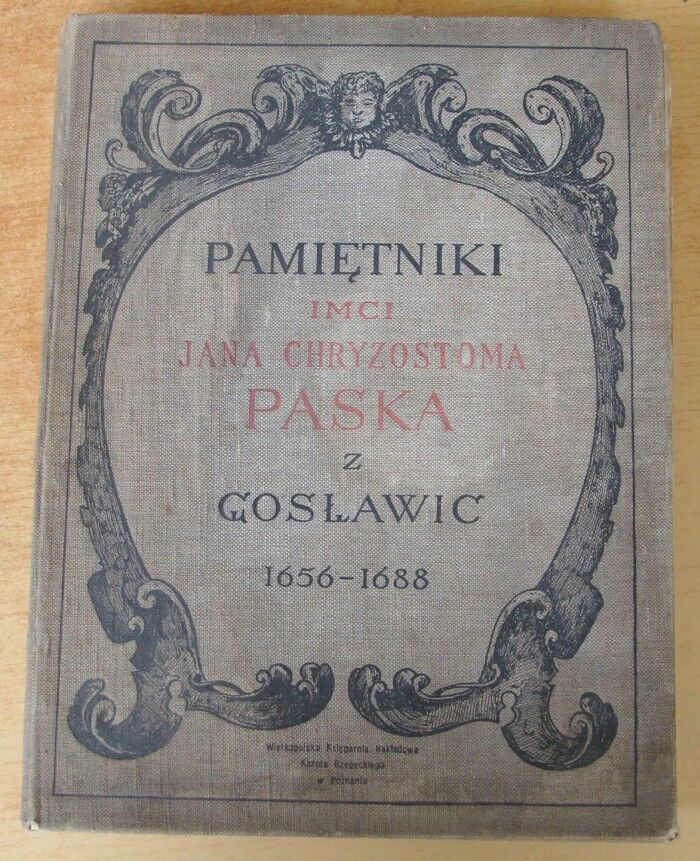 PAMIĘTNIKI
IMCI
JANA CHRYZOSTOMA
PASKA
Z
GOSŁAWIC
1656-1688
Wielkopolska Księgarnia Nakładowa
Karola Rzepeckiego
w Poznaniu